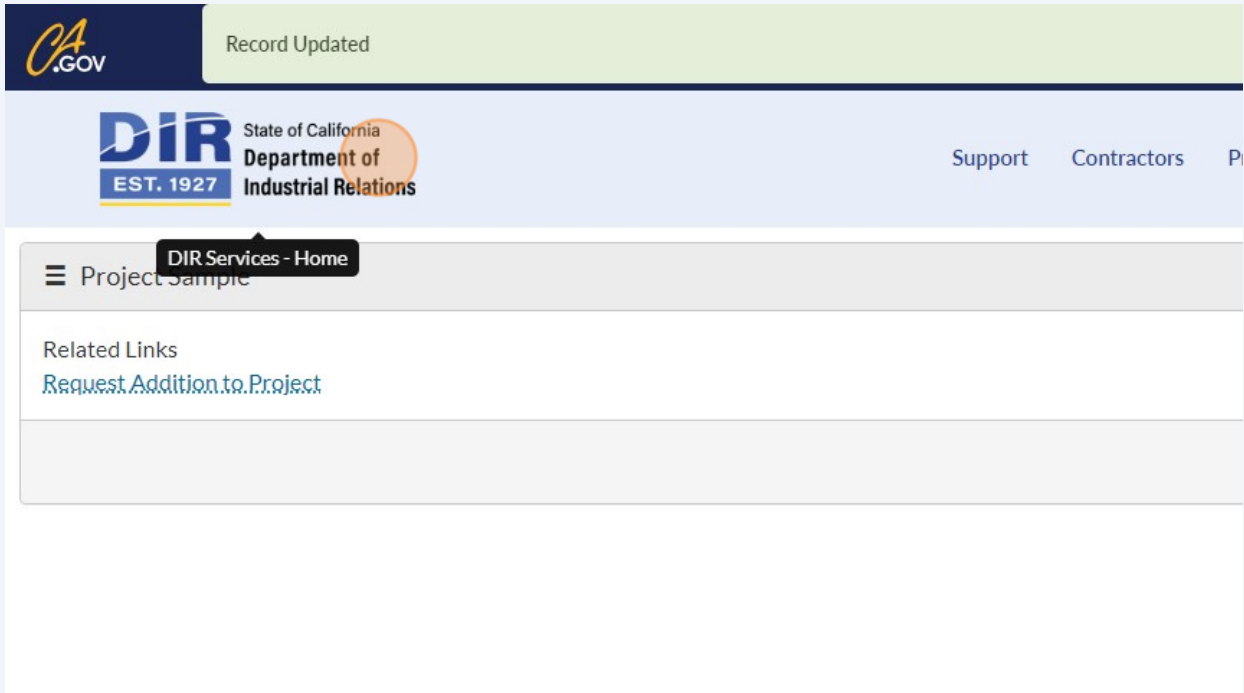 CA.GOV
Record Updated
DIR
EST. 1927
State of California
Department of
Industrial Relations
Support Contractors
DIR Services - Home
Project Sample
Related Links
Request Addition to Project